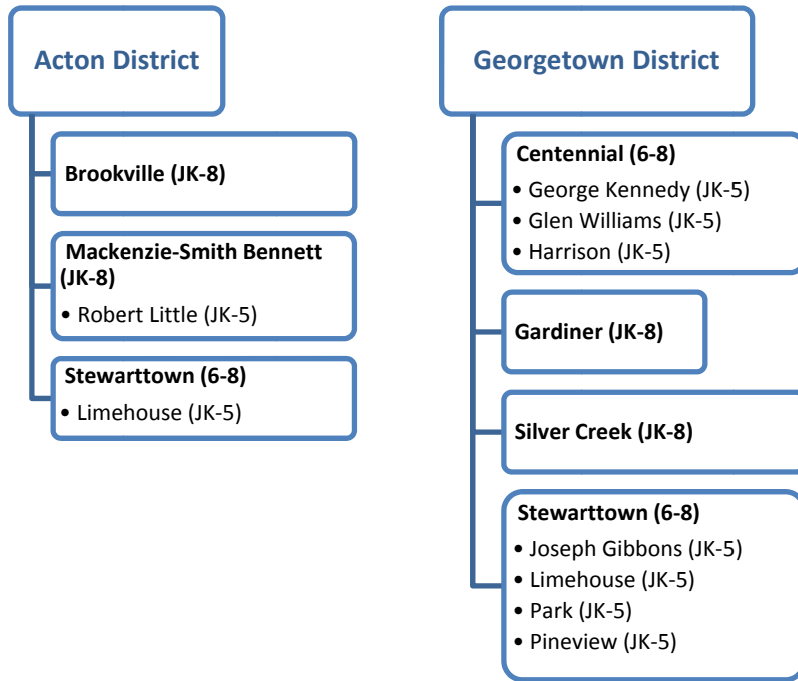 Acton District
Brookville (JK-8)
Mackenzie-Smith Bennett
(JK-8)
• Robert Little (JK-5)
Stewarttown (6-8)
• Limehouse (JK-5)
Georgetown District
Centennial (6-8)
• George Kennedy (JK-5)
• Glen Williams (JK-5)
• Harrison (JK-5)
Gardiner (JK-8)
Silver Creek (JK-8)
Stewarttown (6-8)
• Joseph Gibbons (JK-5)
• Limehouse (JK-5)
• Park (JK-5)
• Pineview (JK-5)